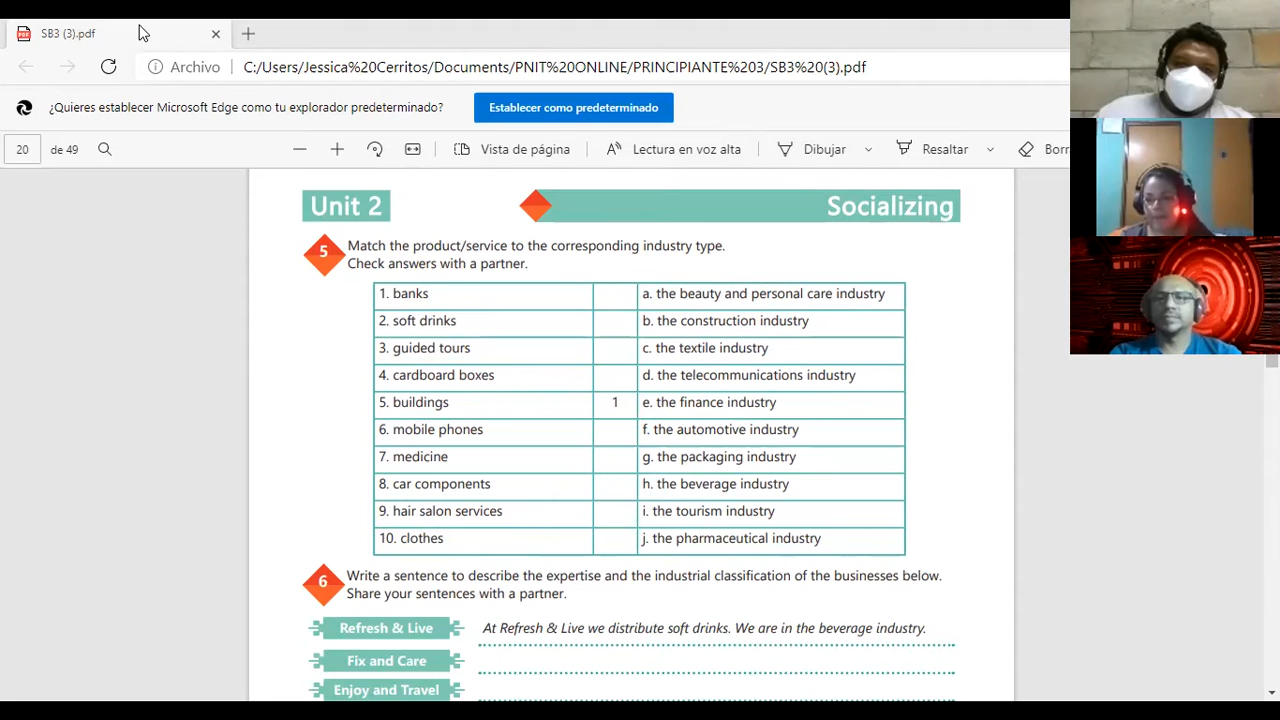 SB3 (3).pdf
Archivo C:/Users/Jessica%20Cerritos/Documents/PNIT%20ONLINE/PRINCIPIANTE%203/SB3%20(3).pdf
¿Quieres establecer Microsoft Edge como tu explorador predeterminado? Establecer como predeterminado
20 de 49 Vista de página Lectura en voz alta Dibujar Resaltar Borr
Unit 2 Socializing
5 Match the product/service to the corresponding industry type.
Check answers with a partner.
1. banks a. the beauty and personal care industry
2. soft drinks b. the construction industry
3. guided tours c. the textile industry
4. cardboard boxes d. the telecommunications industry
5. buildings 1 e. the finance industry
6. mobile phones f. the automotive industry
7. medicine g. the packaging industry
8. car components h. the beverage industry
9. hair salon services i. the tourism industry
10. clothes j. the pharmaceutical industry
6 Write a sentence to describe the expertise and the industrial classification of the businesses below.
Share your sentences with a partner.
Refresh & Live At Refresh & Live we distribute soft drinks. We are in the beverage industry.
Fix and Care
Enjoy and Travel